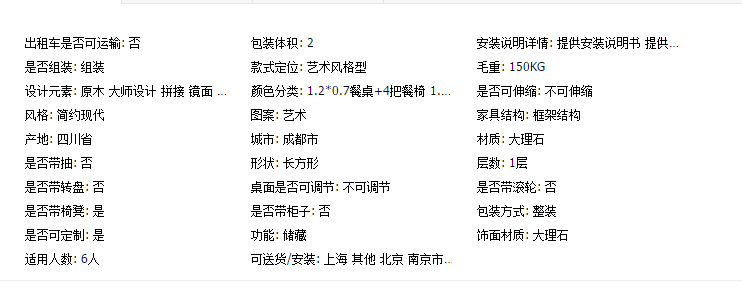 出租车是否可运输: 否 包装体积: 2 安装说明详情: 提供安装说明书 提供...
是否组装: 组装 款式定位: 艺术风格型 毛重: 150KG
设计元素: 原木 大师设计 拼接 镜面 ... 颜色分类: 1.2*0.7餐桌+4把餐椅 1.... 是否可伸缩: 不可伸缩
风格: 简约现代 图案: 艺术 家具结构: 框架结构
产地: 四川省 城市: 成都市 材质: 大理石
是否带抽: 否 形状: 长方形 层数: 1层
是否带转盘: 否 桌面是否可调节: 不可调节 是否带滚轮: 否
是否带椅凳: 是 是否带柜子: 否 包装方式: 整装
是否可定制: 是 功能: 储藏 饰面材质: 大理石
适用人数: 6人 可送货/安装: 上海 其他 北京 南京市...